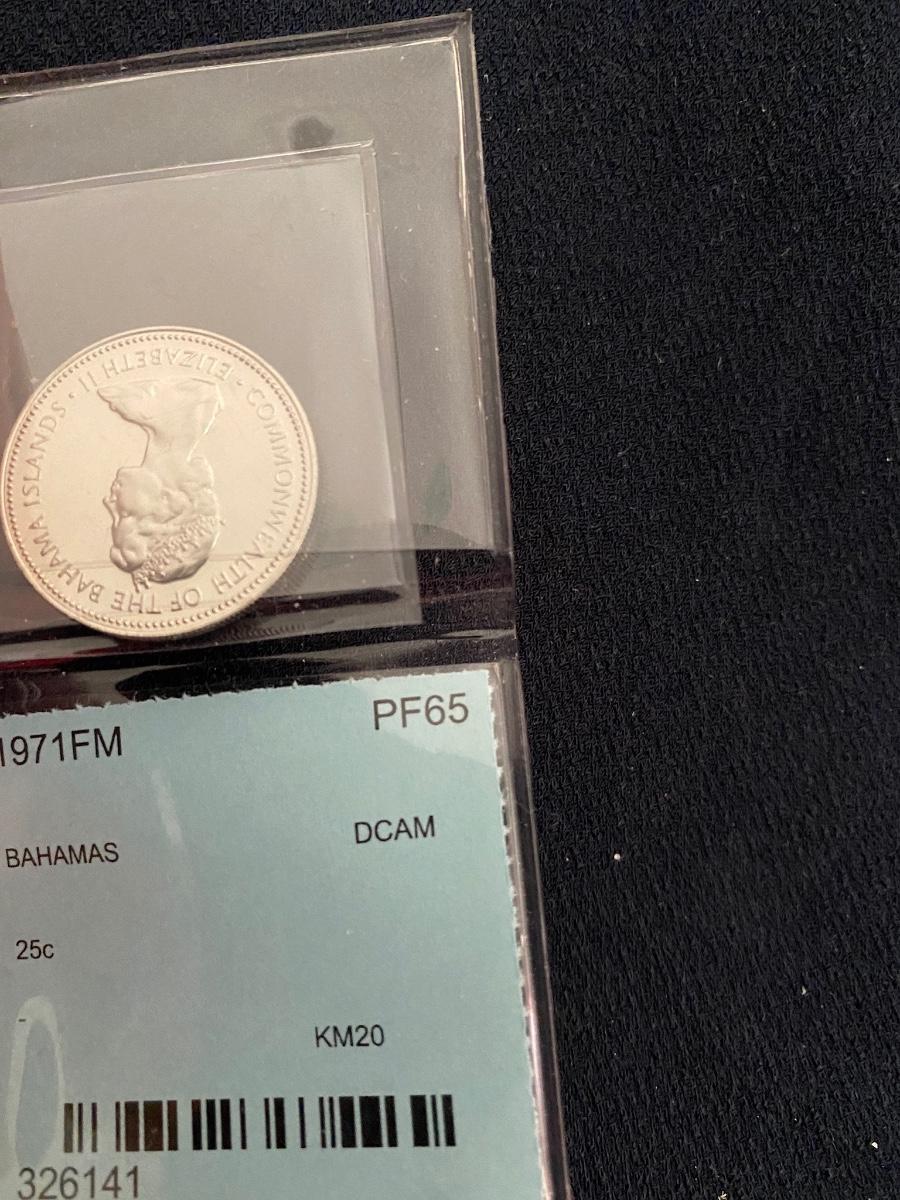 · ELIZABETH II ·
COMMONWEALTH OF THE BAHAMA ISLANDS
1971FM
PF65
BAHAMAS
DCAM
25c
-
KM20
326141